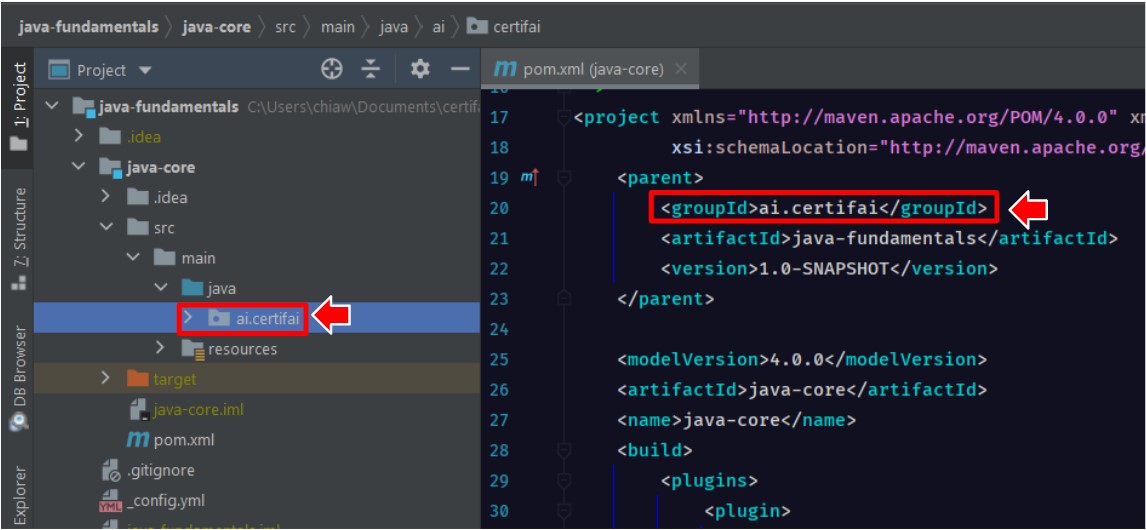 java-fundamentals 〉 java-core 〉 src 〉 main 〉 java 〉 ai 〉 certifai
1: Project
7: Structure
DB Browser
Explorer
Project
java-fundamentals C:\Users\chiaw\Documents\certifa
.idea
java-core
.idea
src
main
java
ai.certifai
resources
target
java-core.iml
pom.xml
.gitignore
_config.yml
java-fundamentals.iml
pom.xml (java-core)
16
17 <project xmlns="http://maven.apache.org/POM/4.0.0" xm
18 xsi:schemaLocation="http://maven.apache.org/
19 <parent>
20 <groupId>ai.certifai</groupId>
21 <artifactId>java-fundamentals</artifactId>
22 <version>1.0-SNAPSHOT</version>
23 </parent>
24
25 <modelVersion>4.0.0</modelVersion>
26 <artifactId>java-core</artifactId>
27 <name>java-core</name>
28 <build>
29 <plugins>
30 <plugin>